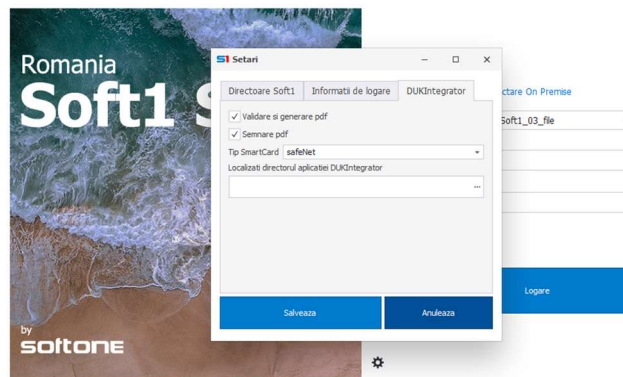 Romania
Soft1 S
by
softone
S1 Setari
Directoare Soft1
Informatii de logare
DUKIntegrator
Validare si generare pdf
Semnare pdf
Tip SmartCard safeNet
Localizati directorul aplicatiei DUKIntegrator
...
Salveaza
Anuleaza
ctare On Premise
Soft1_03_file
Logare